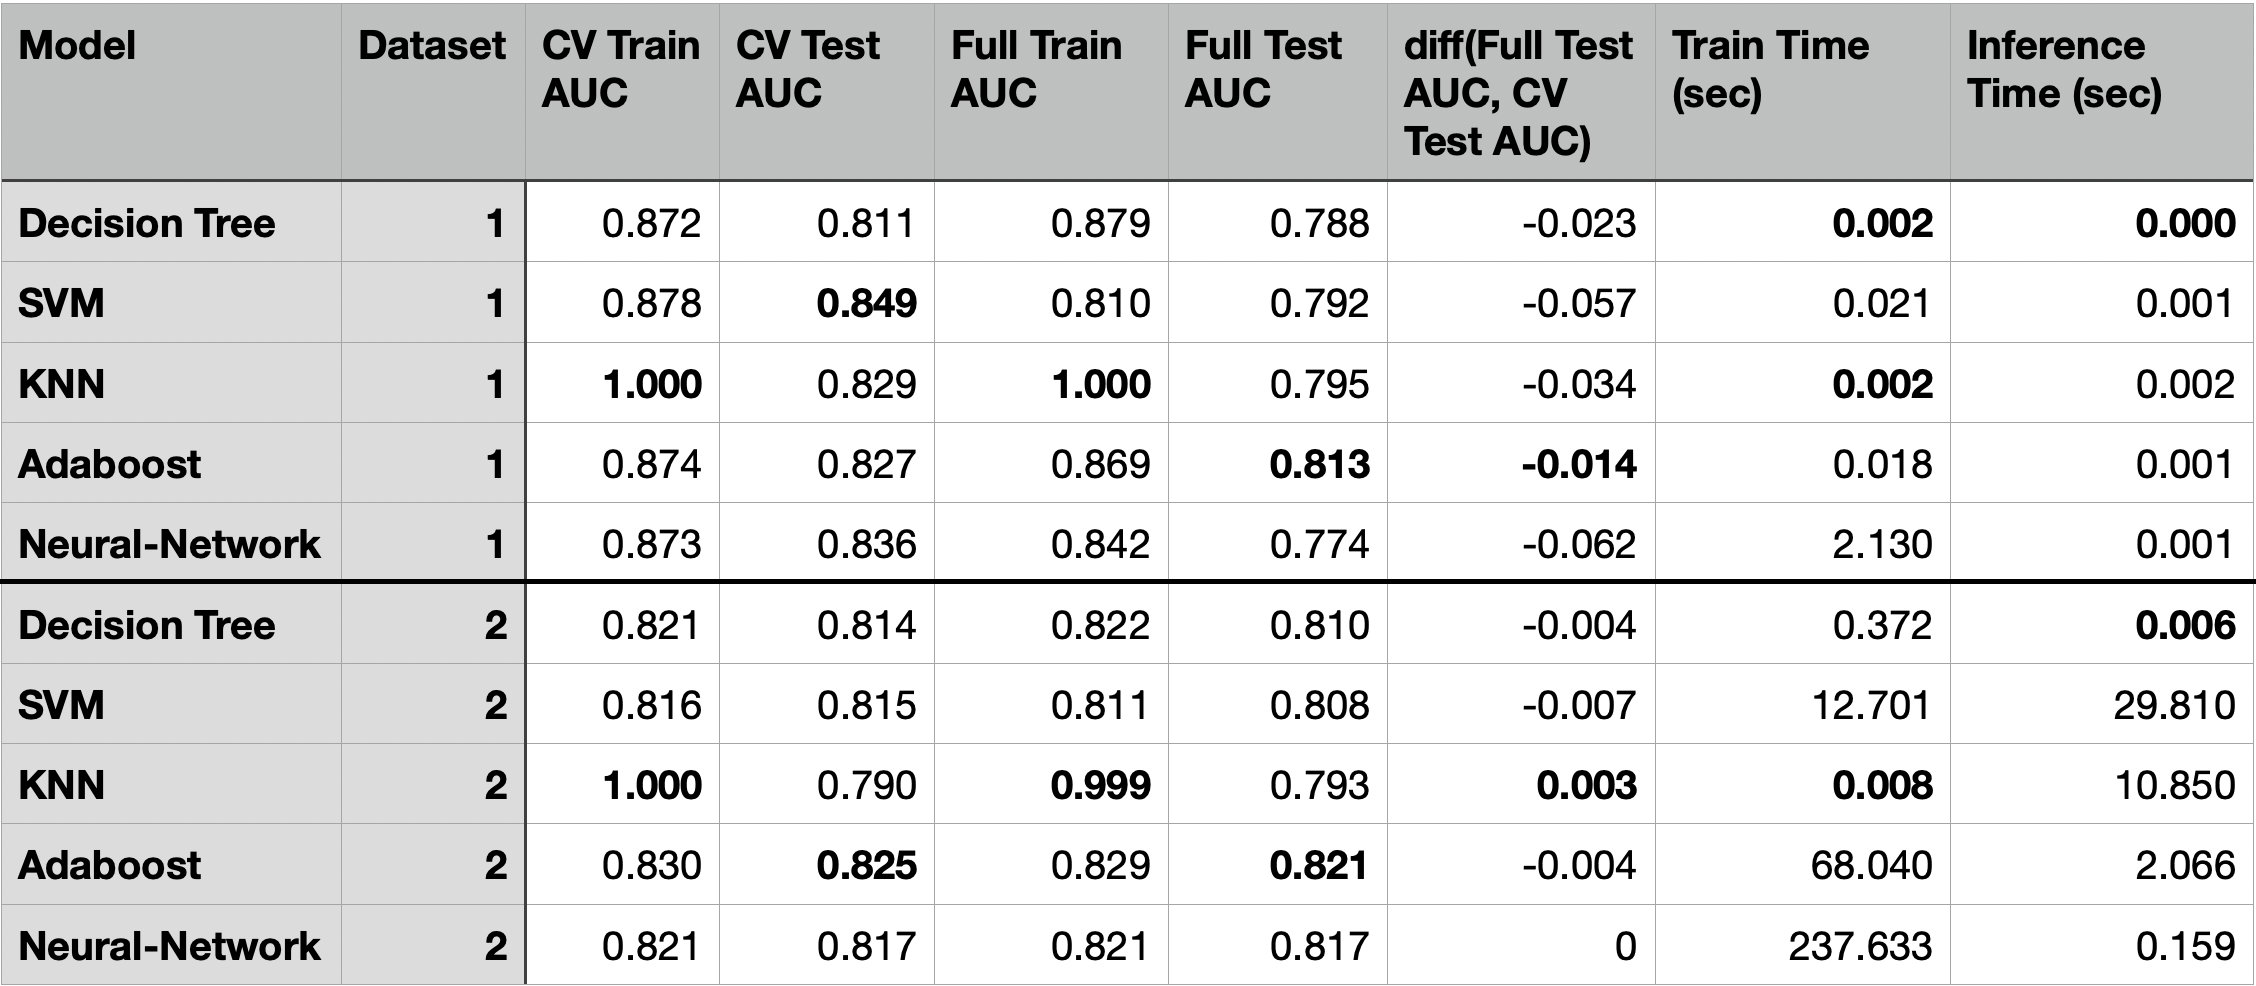 Model Dataset CV Train AUC CV Test AUC Full Train AUC Full Test AUC diff(Full Test AUC, CV Test AUC) Train Time (sec) Inference Time (sec)
Decision Tree 1 0.872 0.811 0.879 0.788 -0.023 0.002 0.000
SVM 1 0.878 0.849 0.810 0.792 -0.057 0.021 0.001
KNN 1 1.000 0.829 1.000 0.795 -0.034 0.002 0.002
Adaboost 1 0.874 0.827 0.869 0.813 -0.014 0.018 0.001
Neural-Network 1 0.873 0.836 0.842 0.774 -0.062 2.130 0.001
Decision Tree 2 0.821 0.814 0.822 0.810 -0.004 0.372 0.006
SVM 2 0.816 0.815 0.811 0.808 -0.007 12.701 29.810
KNN 2 1.000 0.790 0.999 0.793 0.003 0.008 10.850
Adaboost 2 0.830 0.825 0.829 0.821 -0.004 68.040 2.066
Neural-Network 2 0.821 0.817 0.821 0.817 0 237.633 0.159